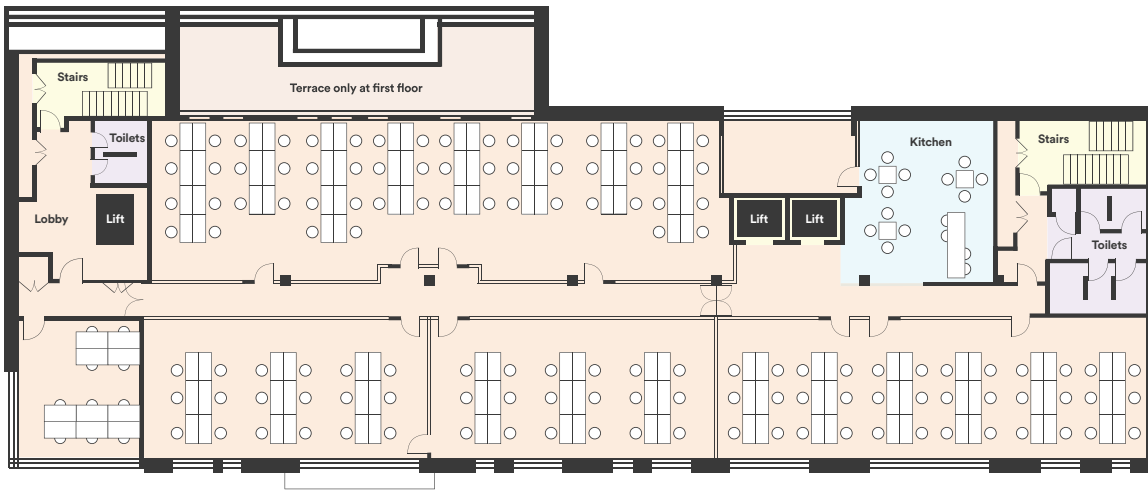 Stairs
Terrace only at first floor
Toilets
Kitchen
Stairs
Lobby
Lift
Lift
Lift
Toilets